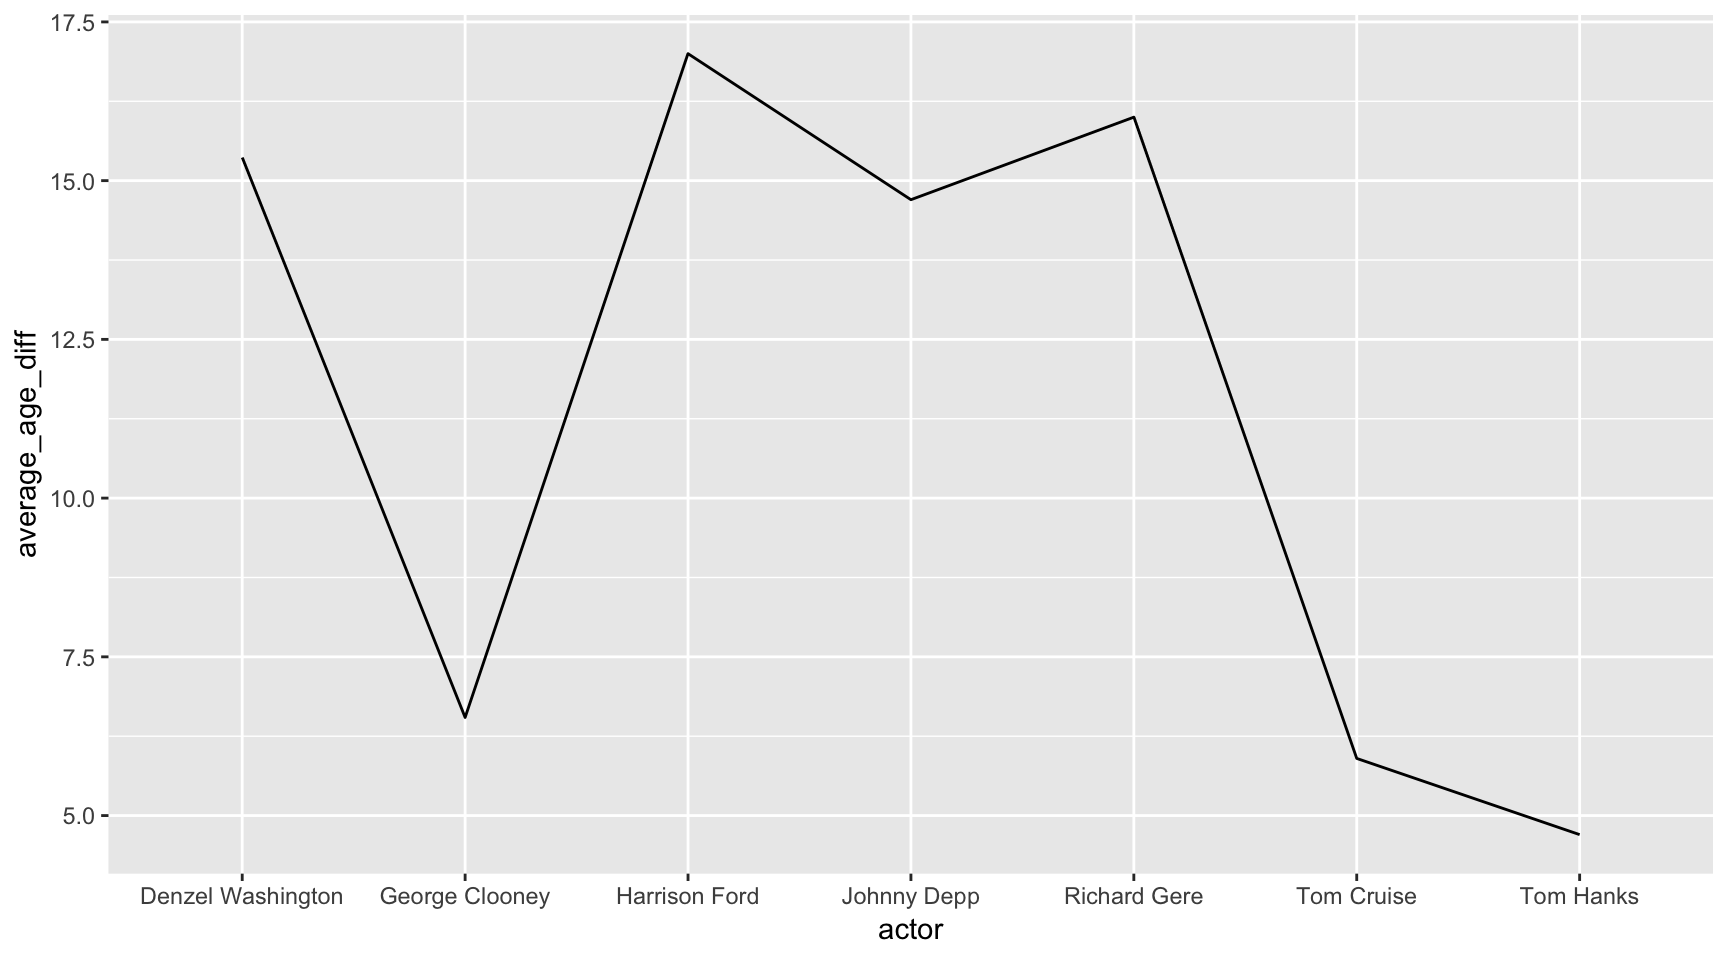 17.5
15.0
12.5
10.0
7.5
5.0
average_age_diff
Denzel Washington George Clooney Harrison Ford Johnny Depp Richard Gere Tom Cruise Tom Hanks
actor